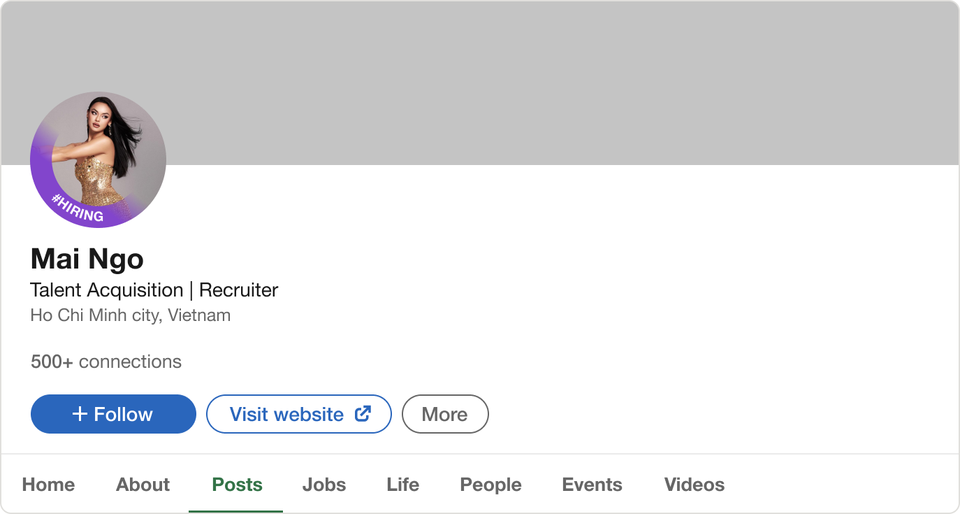 #HIRING
Mai Ngo
Talent Acquisition | Recruiter
Ho Chi Minh city, Vietnam
500+ connections
+ Follow Visit website More
Home About Posts Jobs Life People Events Videos